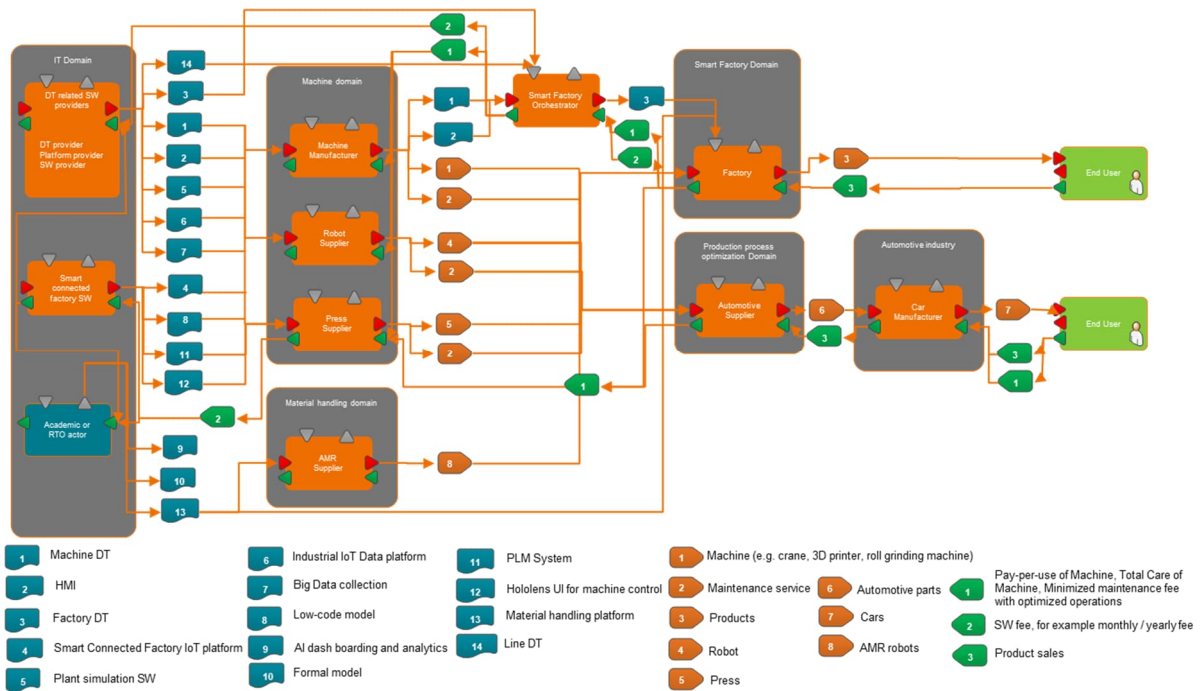 IT Domain
DT related SW
providers
DT provider
Platform provider
SW provider
Smart
connected
factory SW
Academic or
RTO actor
14
3
1
2
5
6
7
4
8
11
12
2
9
10
13
Machine domain
Machine
Manufacturer
Robot
Supplier
Press
Supplier
Material handling domain
AMR
Supplier
2
1
1
2
1
2
4
2
5
2
8
Smart Factory
Orchestrator
3
1
2
1
Smart Factory Domain
Factory
3
3
End User
Production process
optimization Domain
Automotive
Supplier
6
3
Automotive industry
Car
Manufacturer
7
3
1
End User
1 Machine DT
2 HMI
3 Factory DT
4 Smart Connected Factory IoT platform
5 Plant simulation SW
6 Industrial IoT Data platform
7 Big Data collection
8 Low-code model
9 AI dash boarding and analytics
10 Formal model
11 PLM System
12 Hololens UI for machine control
13 Material handling platform
14 Line DT
1 Machine (e.g. crane, 3D printer, roll grinding machine)
2 Maintenance service
3 Products
4 Robot
5 Press
6 Automotive parts
7 Cars
8 AMR robots
1 Pay-per-use of Machine, Total Care of
Machine, Minimized maintenance fee
with optimized operations
2 SW fee, for example monthly / yearly fee
3 Product sales